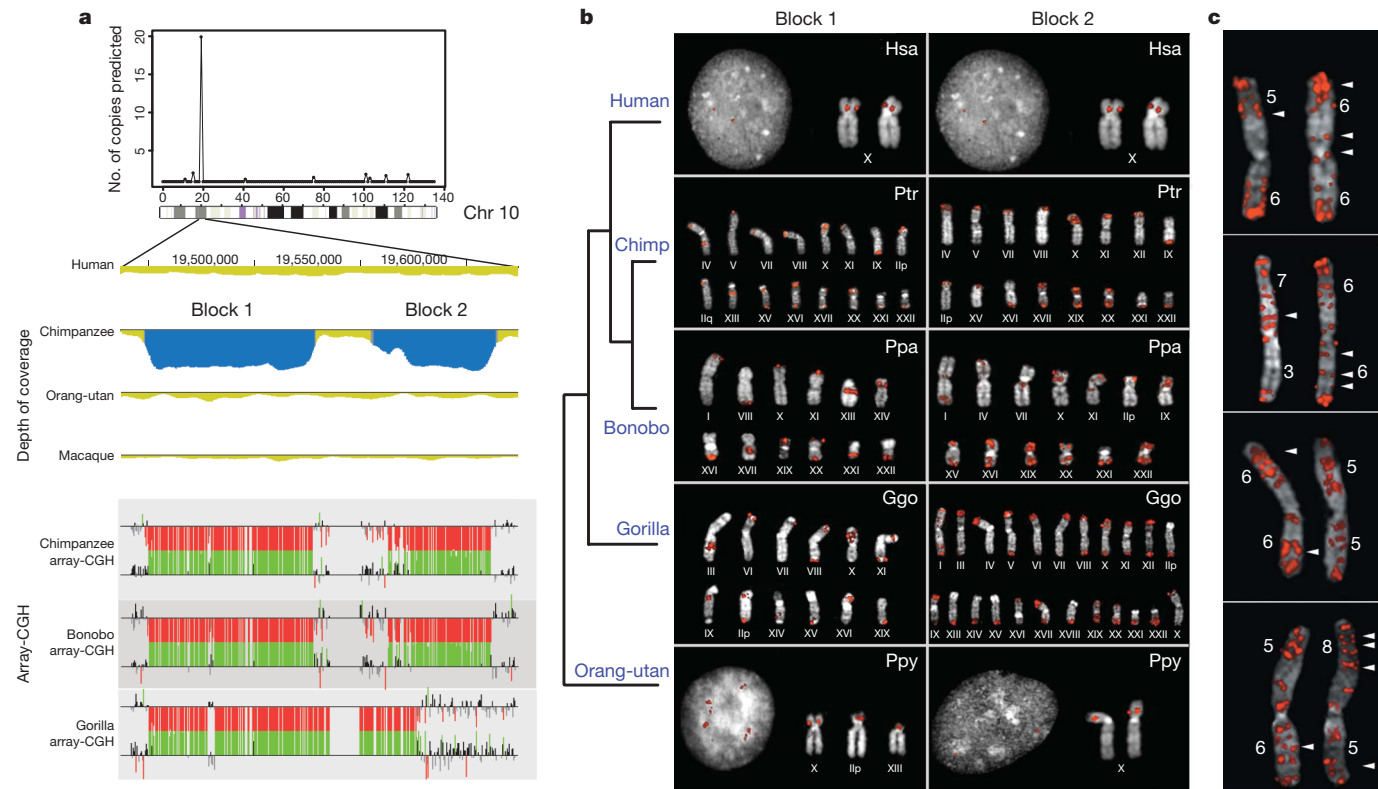 a
No. of copies predicted
20
15
10
5
0 20 40 60 80 100 120 140
Chr 10
Human
19,500,000 19,550,000 19,600,000
Block 1 Block 2
Depth of coverage
Chimpanzee
Orang-utan
Macaque
Array-CGH
Chimpanzee
array-CGH
Bonobo
array-CGH
Gorilla
array-CGH
b
Block 1 Block 2
Human
Chimp
Bonobo
Gorilla
Orang-utan
Hsa
X
Hsa
X
Ptr
IV V VII VIII X XI IX IIp
IIq XIII XV XVI XVII XX XXI XXII
Ptr
IV V VII VIII X XI XII IX
IIp XV XVI XVII XIX XX XXI XXII
Ppa
I VIII X XI XIII XIV
XVI XVII XIX XX XXI XXII
Ppa
I IV VII X XI IIp IX
XV XVI XIX XX XXI XXII
Ggo
III VI VII VIII X XI
IX IIp XIV XV XVI XIX
Ggo
I III IV V VI VII VIII X XI XII IIp
IX XIII XIV XV XVI XVII XVIII XIX XX XXI XXII X
Ppy
X IIp XIII
Ppy
X
c
5 6
6 6
7 6
3 6
6 5
6 5
5 8
6 5